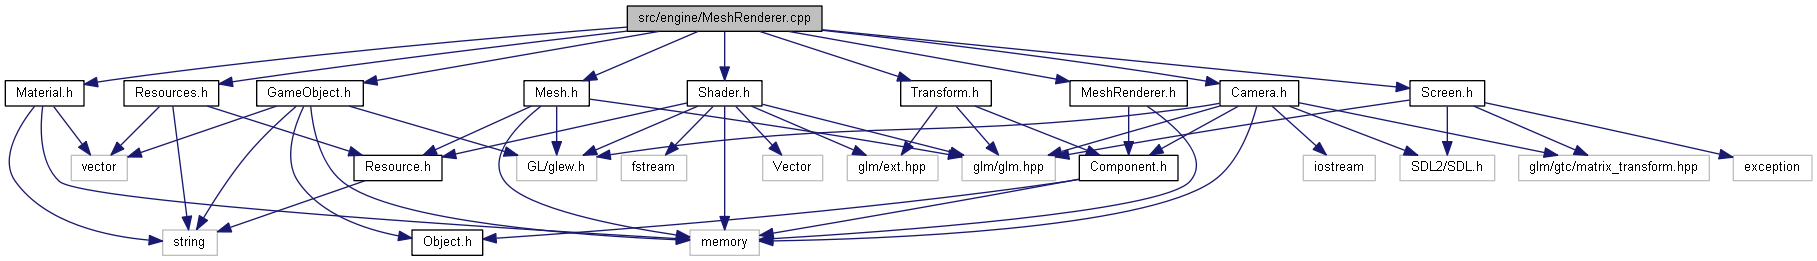 src/engine/MeshRenderer.cpp
Material.h
Resources.h
GameObject.h
Mesh.h
Shader.h
Transform.h
MeshRenderer.h
Camera.h
Screen.h
vector
Resource.h
GL/glew.h
fstream
Vector
glm/ext.hpp
glm/glm.hpp
Component.h
iostream
SDL2/SDL.h
glm/gtc/matrix_transform.hpp
exception
string
Object.h
memory